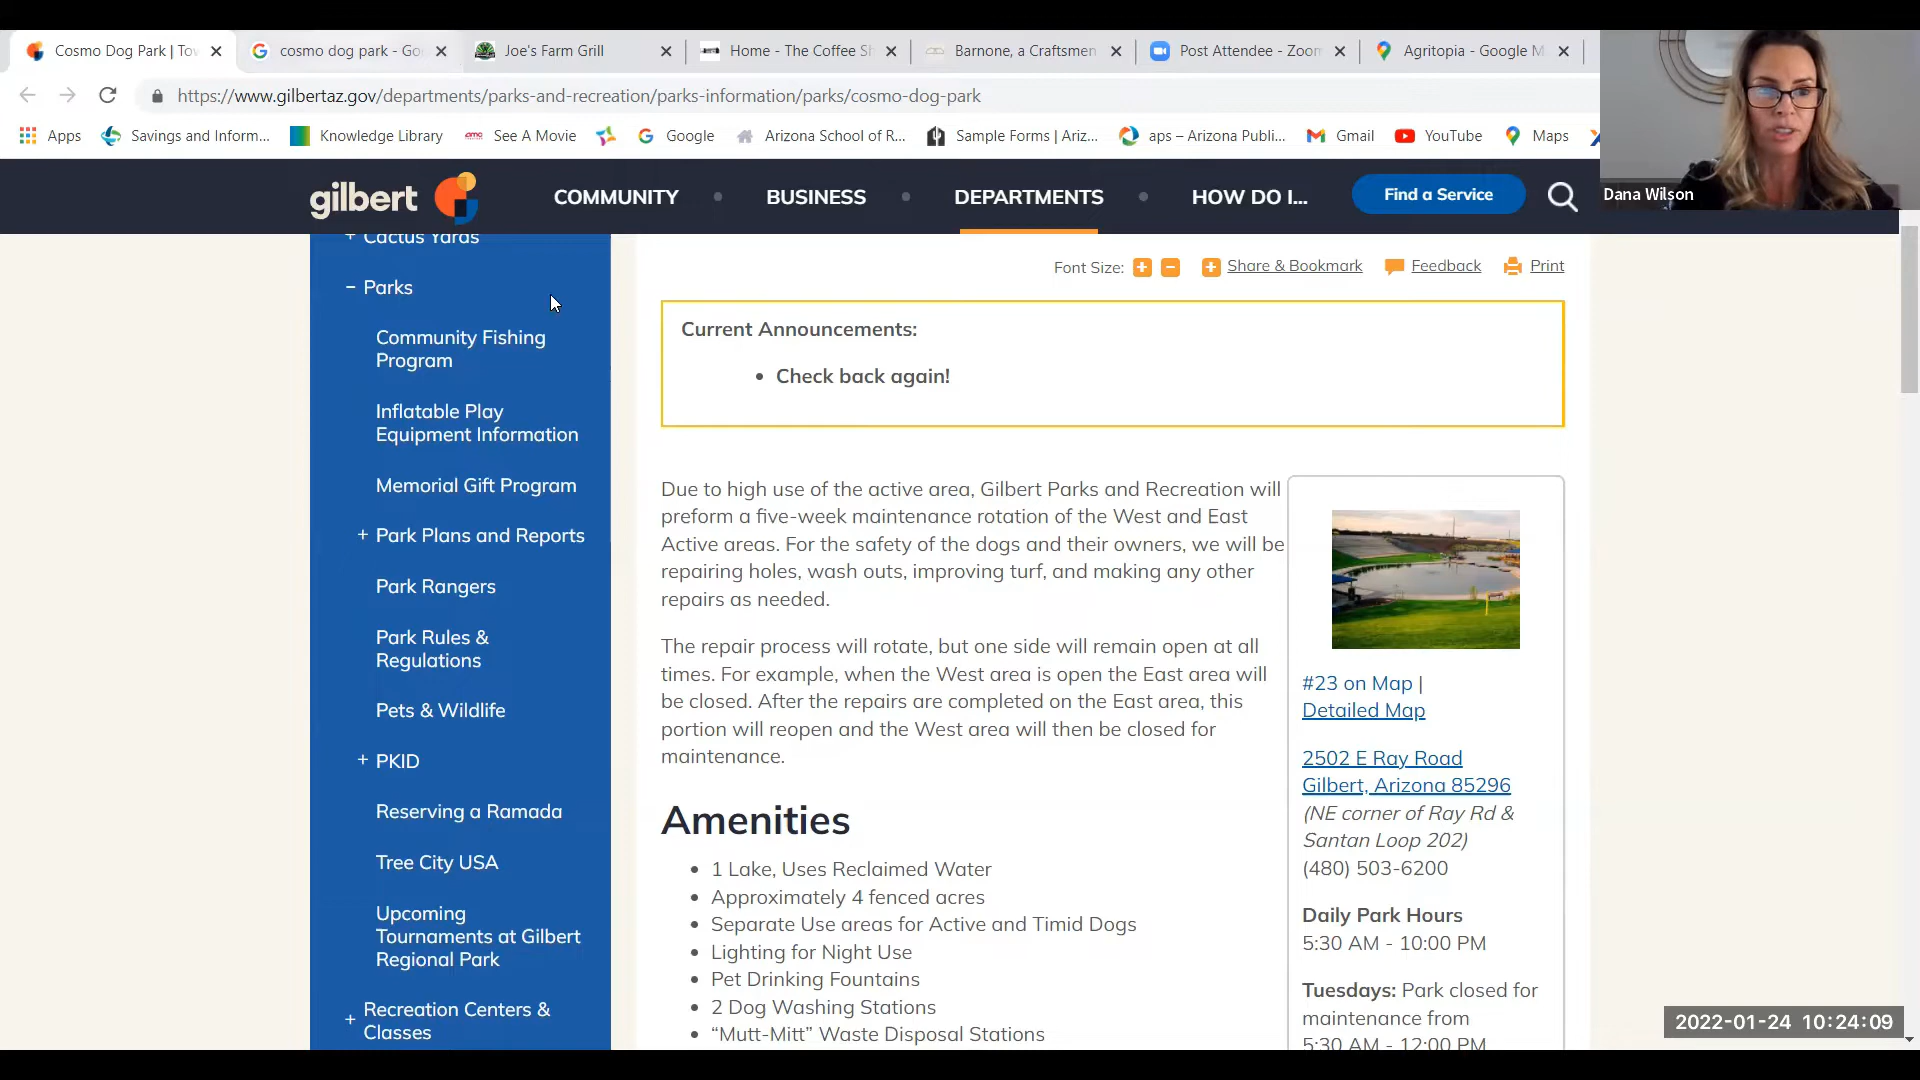 Cosmo Dog Park | Tow
cosmo dog park - Go
Joe's Farm Grill
Home - The Coffee Sh
Barnone, a Craftsmen
Post Attendee - Zoom
Agritopia - Google M
https://www.gilbertaz.gov/departments/parks-and-recreation/parks-information/parks/cosmo-dog-park
Apps
Savings and Inform...
Knowledge Library
amc
See A Movie
Google
Arizona School of R...
Sample Forms | Ariz...
aps – Arizona Publi...
Gmail
YouTube
Maps
Dana Wilson
gilbert
COMMUNITY
BUSINESS
DEPARTMENTS
HOW DO I...
Find a Service
+ Cactus Yards
− Parks
Community Fishing
Program
Inflatable Play
Equipment Information
Memorial Gift Program
+ Park Plans and Reports
Park Rangers
Park Rules &
Regulations
Pets & Wildlife
+ PKID
Reserving a Ramada
Tree City USA
Upcoming
Tournaments at Gilbert
Regional Park
+ Recreation Centers &
Classes
Font Size: + −
+ Share & Bookmark
Feedback
Print
Current Announcements:
• Check back again!
Due to high use of the active area, Gilbert Parks and Recreation will
preform a five-week maintenance rotation of the West and East
Active areas. For the safety of the dogs and their owners, we will be
repairing holes, wash outs, improving turf, and making any other
repairs as needed.
The repair process will rotate, but one side will remain open at all
times. For example, when the West area is open the East area will
be closed. After the repairs are completed on the East area, this
portion will reopen and the West area will then be closed for
maintenance.
Amenities
• 1 Lake, Uses Reclaimed Water
• Approximately 4 fenced acres
• Separate Use areas for Active and Timid Dogs
• Lighting for Night Use
• Pet Drinking Fountains
• 2 Dog Washing Stations
• “Mutt-Mitt” Waste Disposal Stations
#23 on Map |
Detailed Map
2502 E Ray Road
Gilbert, Arizona 85296
(NE corner of Ray Rd &
Santan Loop 202)
(480) 503-6200
Daily Park Hours
5:30 AM - 10:00 PM
Tuesdays: Park closed for
maintenance from
5:30 AM - 12:00 PM
2022-01-24 10:24:09